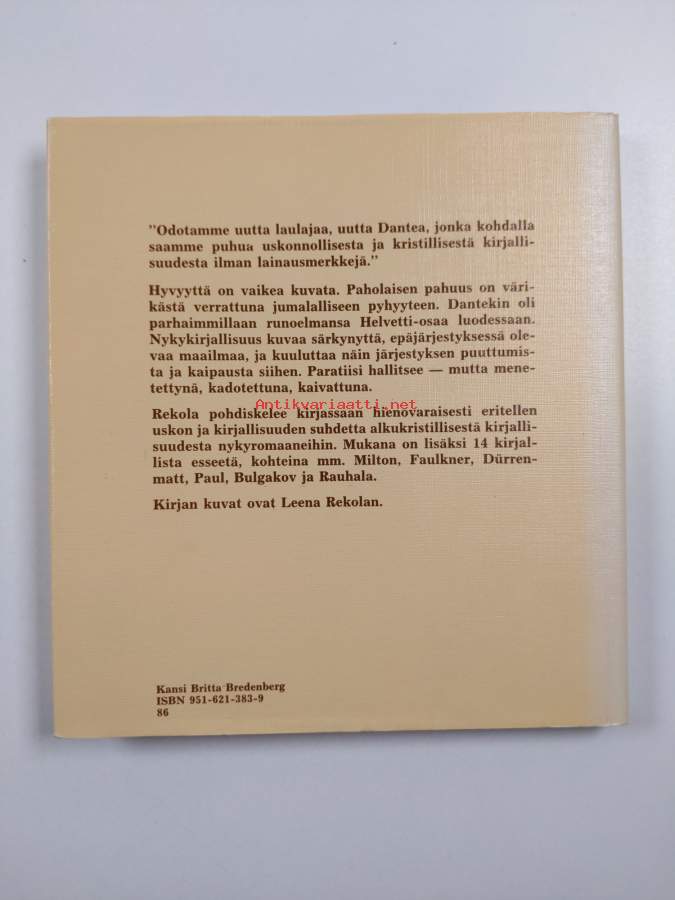 "Odotamme uutta laulajaa, uutta Dantea, jonka kohdalla
saamme puhua uskonnollisesta ja kristillisestä kirjalli-
suudesta ilman lainausmerkkejä."
Hyvyyttä on vaikea kuvata. Paholaisen pahuus on väri-
kästä verrattuna jumalalliseen pyhyyteen. Dantekin oli
parhaimmillaan runoelmansa Helvetti-osaa luodessaan.
Nykykirjallisuus kuvaa särkynyttä, epäjärjestyksessä ole-
vaa maailmaa, ja kuuluttaa näin järjestyksen puuttumis-
ta ja kaipausta siihen. Paratiisi hallitsee — mutta mene-
tettynä, kadotettuna, kaivattuna.
Antikvariaatti.net
Rekola pohdiskelee kirjassaan hienovaraisesti eritellen
uskon ja kirjallisuuden suhdetta alkukristillisestä kirjalli-
suudesta nykyromaaneihin. Mukana on lisäksi 14 kirjal-
lista esseetä, kohteina mm. Milton, Faulkner, Dürren-
matt, Paul, Bulgakov ja Rauhala.
Kirjan kuvat ovat Leena Rekolan.
Kansi Britta Bredenberg
ISBN 951-621-383-9
86